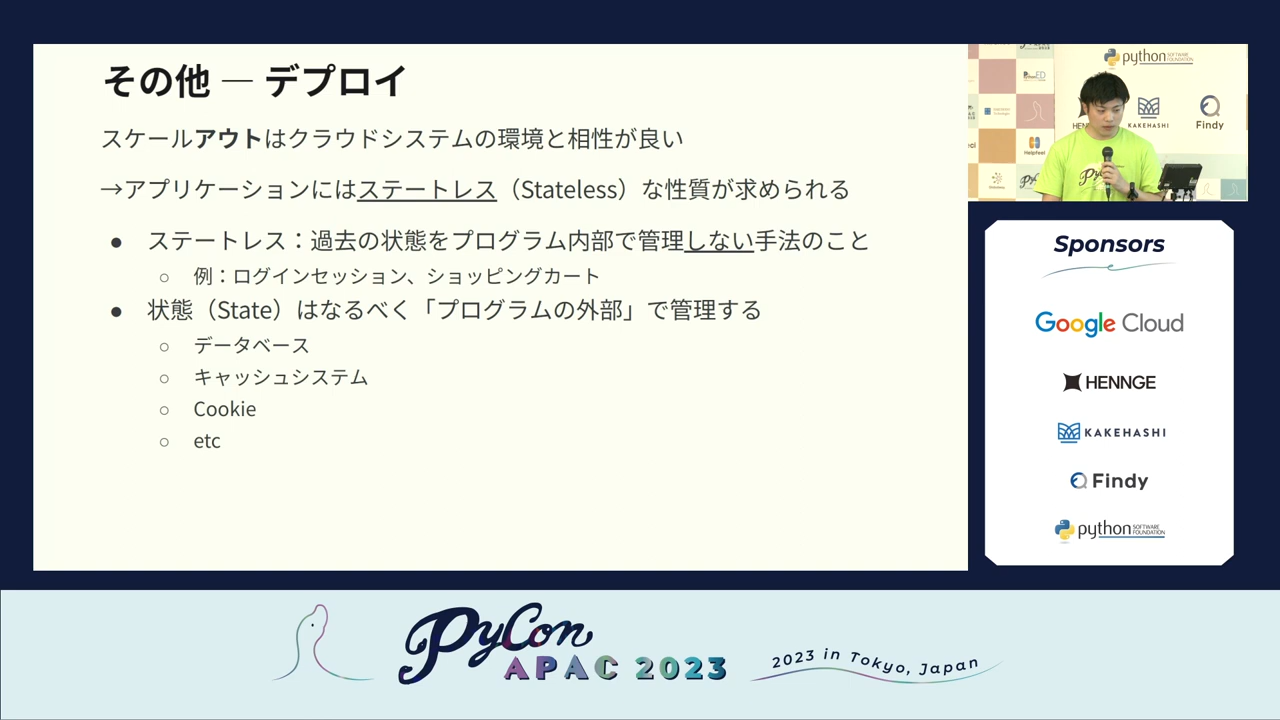 その他 ― デプロイ
スケールアウトはクラウドシステムの環境と相性が良い
→アプリケーションにはステートレス（Stateless）な性質が求められる
● ステートレス：過去の状態をプログラム内部で管理しない手法のこと
○ 例：ログインセッション、ショッピングカート
● 状態（State）はなるべく「プログラムの外部」で管理する
○ データベース
○ キャッシュシステム
○ Cookie
○ etc
python
SOFTWARE FOUNDATION
KAKEHASHI
Findy
Sponsors
Google Cloud
HENNGE
KAKEHASHI
Findy
python SOFTWARE FOUNDATION
PyCon
APAC 2023
2023 in Tokyo, Japan